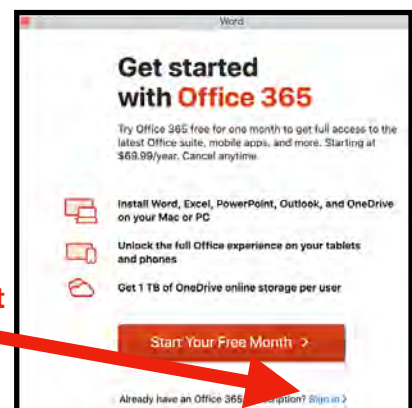 Word
Get started
with Office 365
Try Office 365 free for one month to get full access to the
latest Office suite, mobile apps, and more. Starting at
$69.99/year. Cancel anytime.
Install Word, Excel, PowerPoint, Outlook, and OneDrive
on your Mac or PC
Unlock the full Office experience on your tablets
and phones
Get 1 TB of OneDrive online storage per user
t
Start Your Free Month >
Already have an Office 365 ription? Sign in >